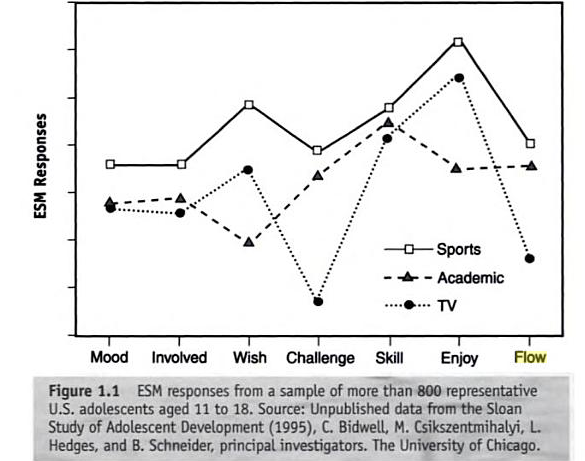 ESM Responses
Sports
Academic
TV
Mood Involved Wish Challenge Skill Enjoy Flow
Figure 1.1 ESM responses from a sample of more than 800 representative
U.S. adolescents aged 11 to 18. Source: Unpublished data from the Sloan
Study of Adolescent Development (1995), C. Bidwell, M. Csikszentmihalyi, L.
Hedges, and B. Schneider, principal investigators. The University of Chicago.